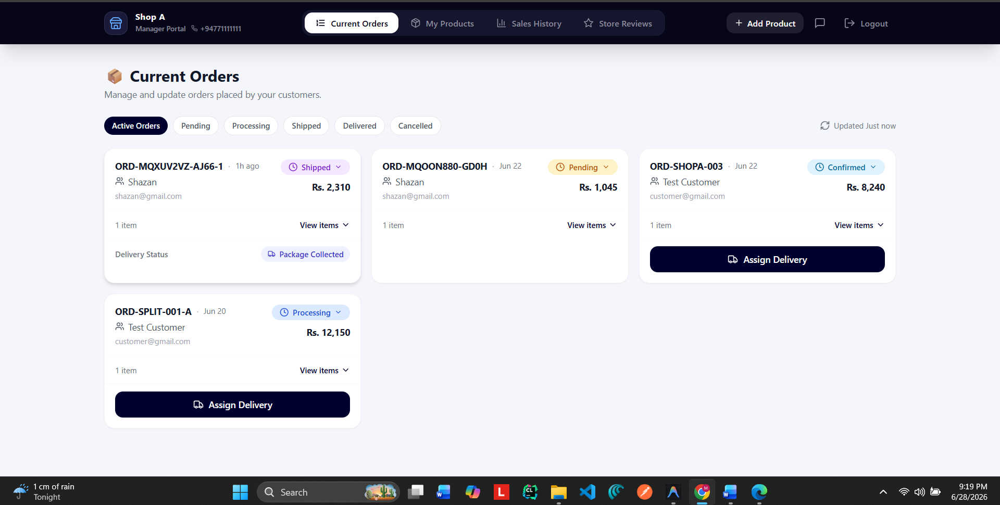 Shop A
Manager Portal +94771111111
Current Orders
My Products
Sales History
Store Reviews
+ Add Product
Logout
Current Orders
Manage and update orders placed by your customers.
Active Orders
Pending
Processing
Shipped
Delivered
Cancelled
Updated Just now
ORD-MQXUV2VZ-AJ66-1 · 1h ago
Shipped
Shazan
Rs. 2,310
shazan@gmail.com
1 item
View items
Delivery Status
Package Collected
ORD-MQOON880-GD0H · Jun 22
Pending
Shazan
Rs. 1,045
shazan@gmail.com
1 item
View items
ORD-SHOPA-003 · Jun 22
Confirmed
Test Customer
Rs. 8,240
customer@gmail.com
1 item
View items
Assign Delivery
ORD-SPLIT-001-A · Jun 20
Processing
Test Customer
Rs. 12,150
customer@gmail.com
1 item
View items
Assign Delivery
1 cm of rain
Tonight
Search
W
L
CL
M
W
9:19 PM
6/28/2026